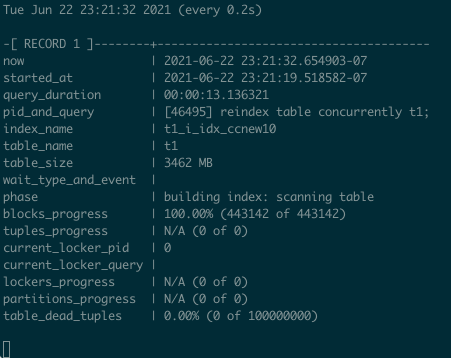 Tue Jun 22 23:21:32 2021 (every 0.2s)
-[ RECORD 1 ]--------+---------------------------------------
now | 2021-06-22 23:21:32.654903-07
started_at | 2021-06-22 23:21:19.518582-07
query_duration | 00:00:13.136321
pid_and_query | [46495] reindex table concurrently t1;
index_name | t1_i_idx_ccnew10
table_name | t1
table_size | 3462 MB
wait_type_and_event |
phase | building index: scanning table
blocks_progress | 100.00% (443142 of 443142)
tuples_progress | N/A (0 of 0)
current_locker_pid | 0
current_locker_query |
lockers_progress | N/A (0 of 0)
partitions_progress | N/A (0 of 0)
table_dead_tuples | 0.00% (0 of 100000000)